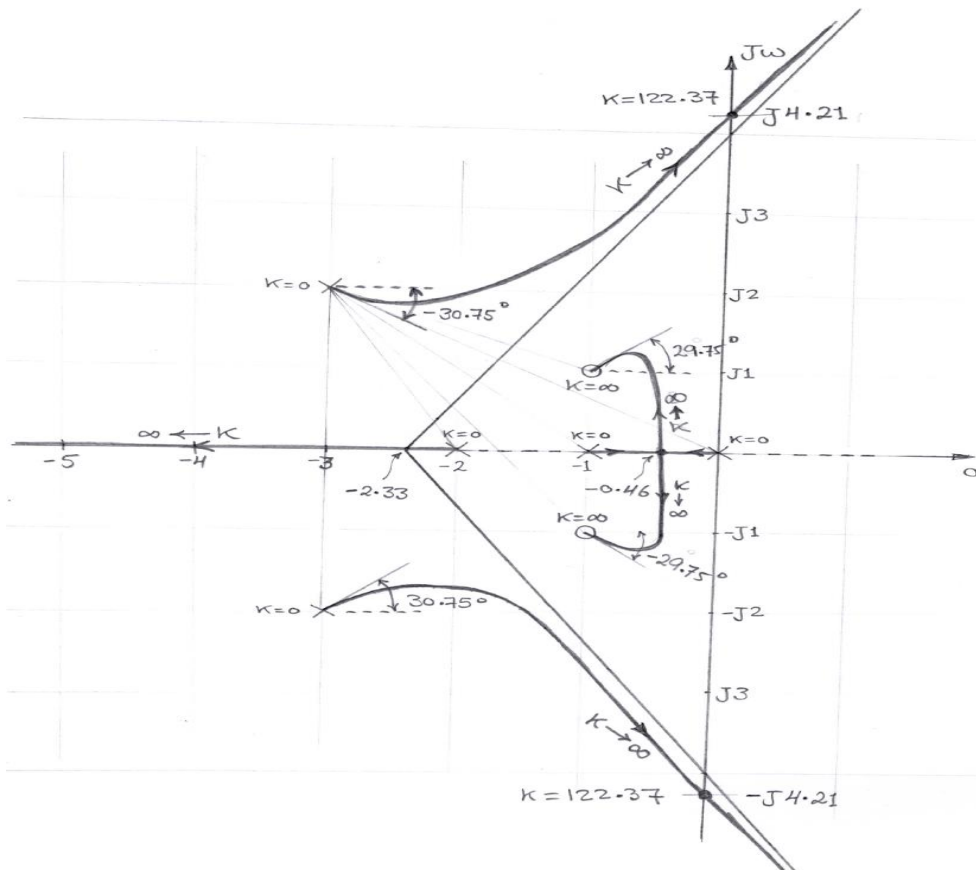 Jω
K=122.37
J4.21
K→∞
J3
K=0
J2
-30.75°
29.75°
J1
K=∞
K→∞
∞←K
K=0
K=0
K=0
-5
-4
-3
-2
-1
σ
-2.33
-0.46
K→∞
K=∞
-J1
-29.75°
K=0
30.75°
-J2
J3
K→∞
K=122.37
-J4.21